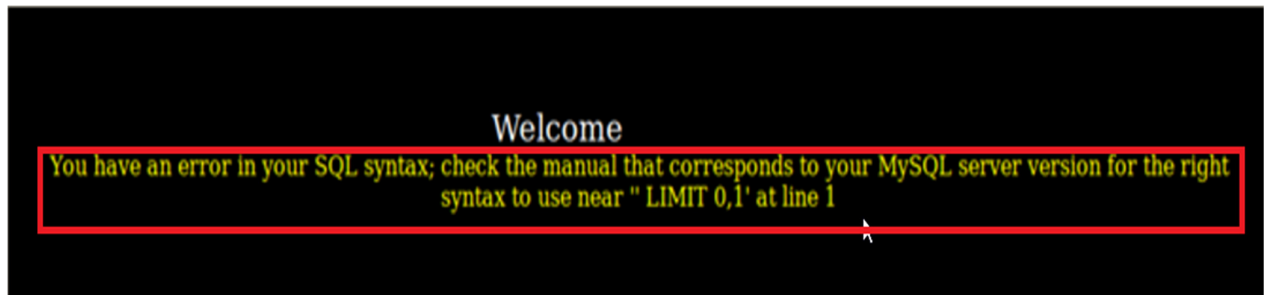 Welcome
You have an error in your SQL syntax; check the manual that corresponds to your MySQL server version for the right
syntax to use near '' LIMIT 0,1' at line 1